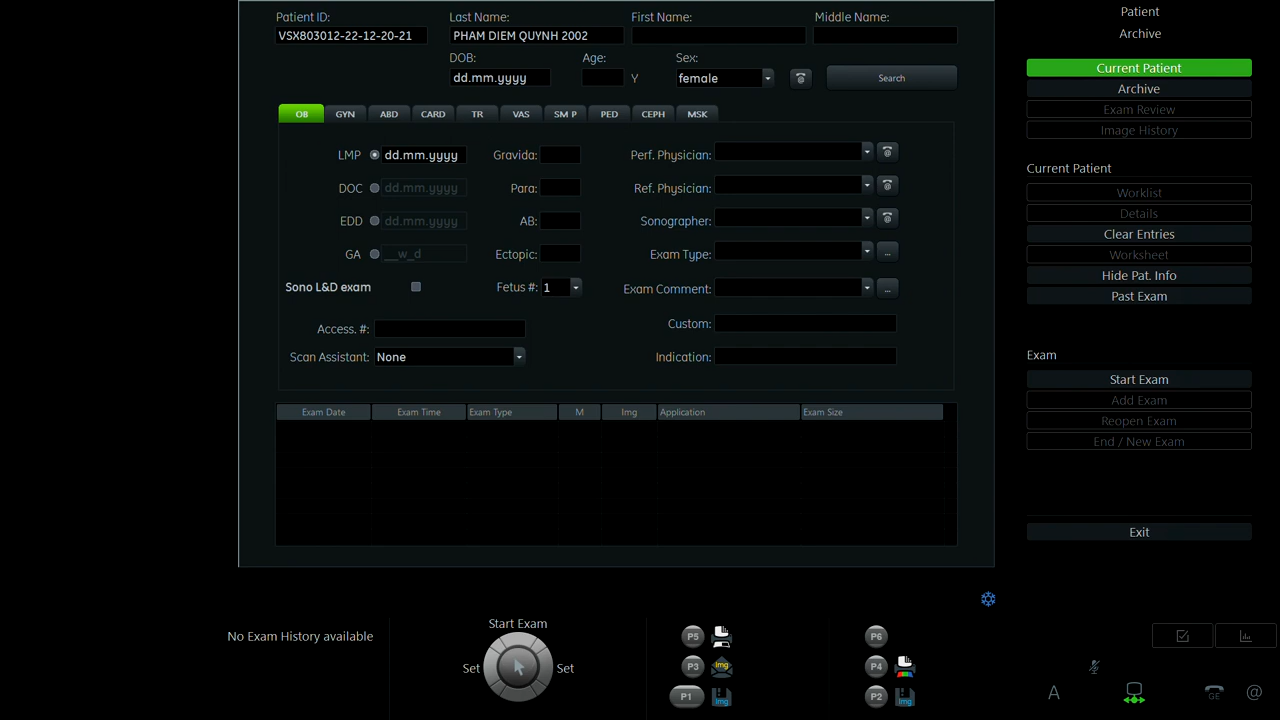 Patient ID: Last Name: First Name: Middle Name:
VSX803012-22-12-20-21 PHAM DIEM QUYNH 2002
DOB: Age: Sex:
dd.mm.yyyy Y female Search
OB GYN ABD CARD TR VAS SM P PED CEPH MSK
LMP dd.mm.yyyy Gravida: Perf. Physician:
DOC dd.mm.yyyy Para: Ref. Physician:
EDD dd.mm.yyyy AB: Sonographer:
GA __w_d Ectopic: Exam Type: ...
Sono L&D exam Fetus #: 1 Exam Comment: ...
Access. #: Custom:
Scan Assistant: None Indication:
Exam Date Exam Time Exam Type M Img Application Exam Size
Patient
Archive
Current Patient
Archive
Exam Review
Image History
Current Patient
Worklist
Details
Clear Entries
Worksheet
Hide Pat. Info
Past Exam
Exam
Start Exam
Add Exam
Reopen Exam
End / New Exam
Exit
No Exam History available
Start Exam
Set Set
P5 P6
P3 Img P4
P1 Img P2 Img
A GE @